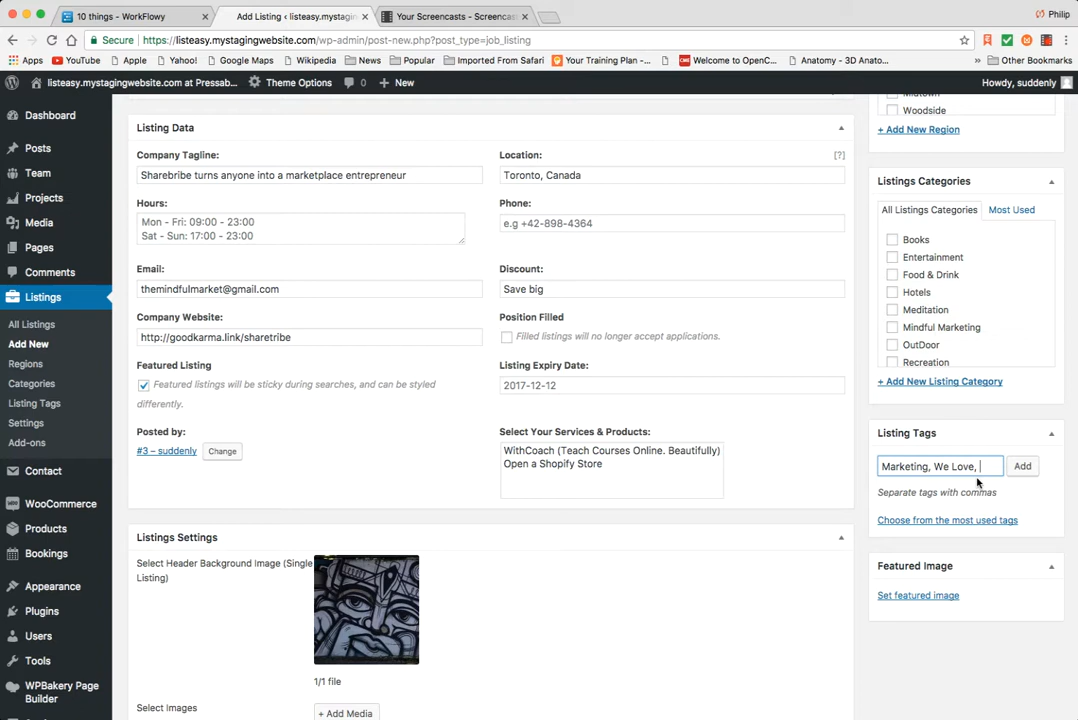 10 things - WorkFlowy
Add Listing ‹ listeasy.mystaging
Your Screencasts - Screencast
Philip
Secure https://listeasy.mystagingwebsite.com/wp-admin/post-new.php?post_type=job_listing
Apps YouTube Apple Yahoo! Google Maps Wikipedia News Popular Imported From Safari Your Training Plan -... Welcome to OpenC... Anatomy - 3D Anato... » Other Bookmarks
listeasy.mystagingwebsite.com at Pressab... Theme Options 0 + New Howdy, suddenly
Dashboard
Posts
Team
Projects
Media
Pages
Comments
Listings
All Listings
Add New
Regions
Categories
Listing Tags
Settings
Add-ons
Contact
WooCommerce
Products
Bookings
Appearance
Plugins
Users
Tools
WPBakery Page
Builder
Listing Data
Company Tagline:
Sharebribe turns anyone into a marketplace entrepreneur
Location: [?]
Toronto, Canada
Hours:
Mon - Fri: 09:00 - 23:00
Sat - Sun: 17:00 - 23:00
Phone:
e.g +42-898-4364
Email:
themindfulmarket@gmail.com
Discount:
Save big
Company Website:
http://goodkarma.link/sharetribe
Position Filled
Filled listings will no longer accept applications.
Featured Listing
Featured listings will be sticky during searches, and can be styled
differently.
Listing Expiry Date:
2017-12-12
Posted by:
#3 – suddenly Change
Select Your Services & Products:
WithCoach (Teach Courses Online. Beautifully)
Open a Shopify Store
Listings Settings
Select Header Background Image (Single
Listing)
1/1 file
Select Images
+ Add Media
Midtown
Woodside
+ Add New Region
Listings Categories
All Listings Categories Most Used
Books
Entertainment
Food & Drink
Hotels
Meditation
Mindful Marketing
OutDoor
Recreation
+ Add New Listing Category
Listing Tags
Marketing, We Love, Add
Separate tags with commas
Choose from the most used tags
Featured Image
Set featured image